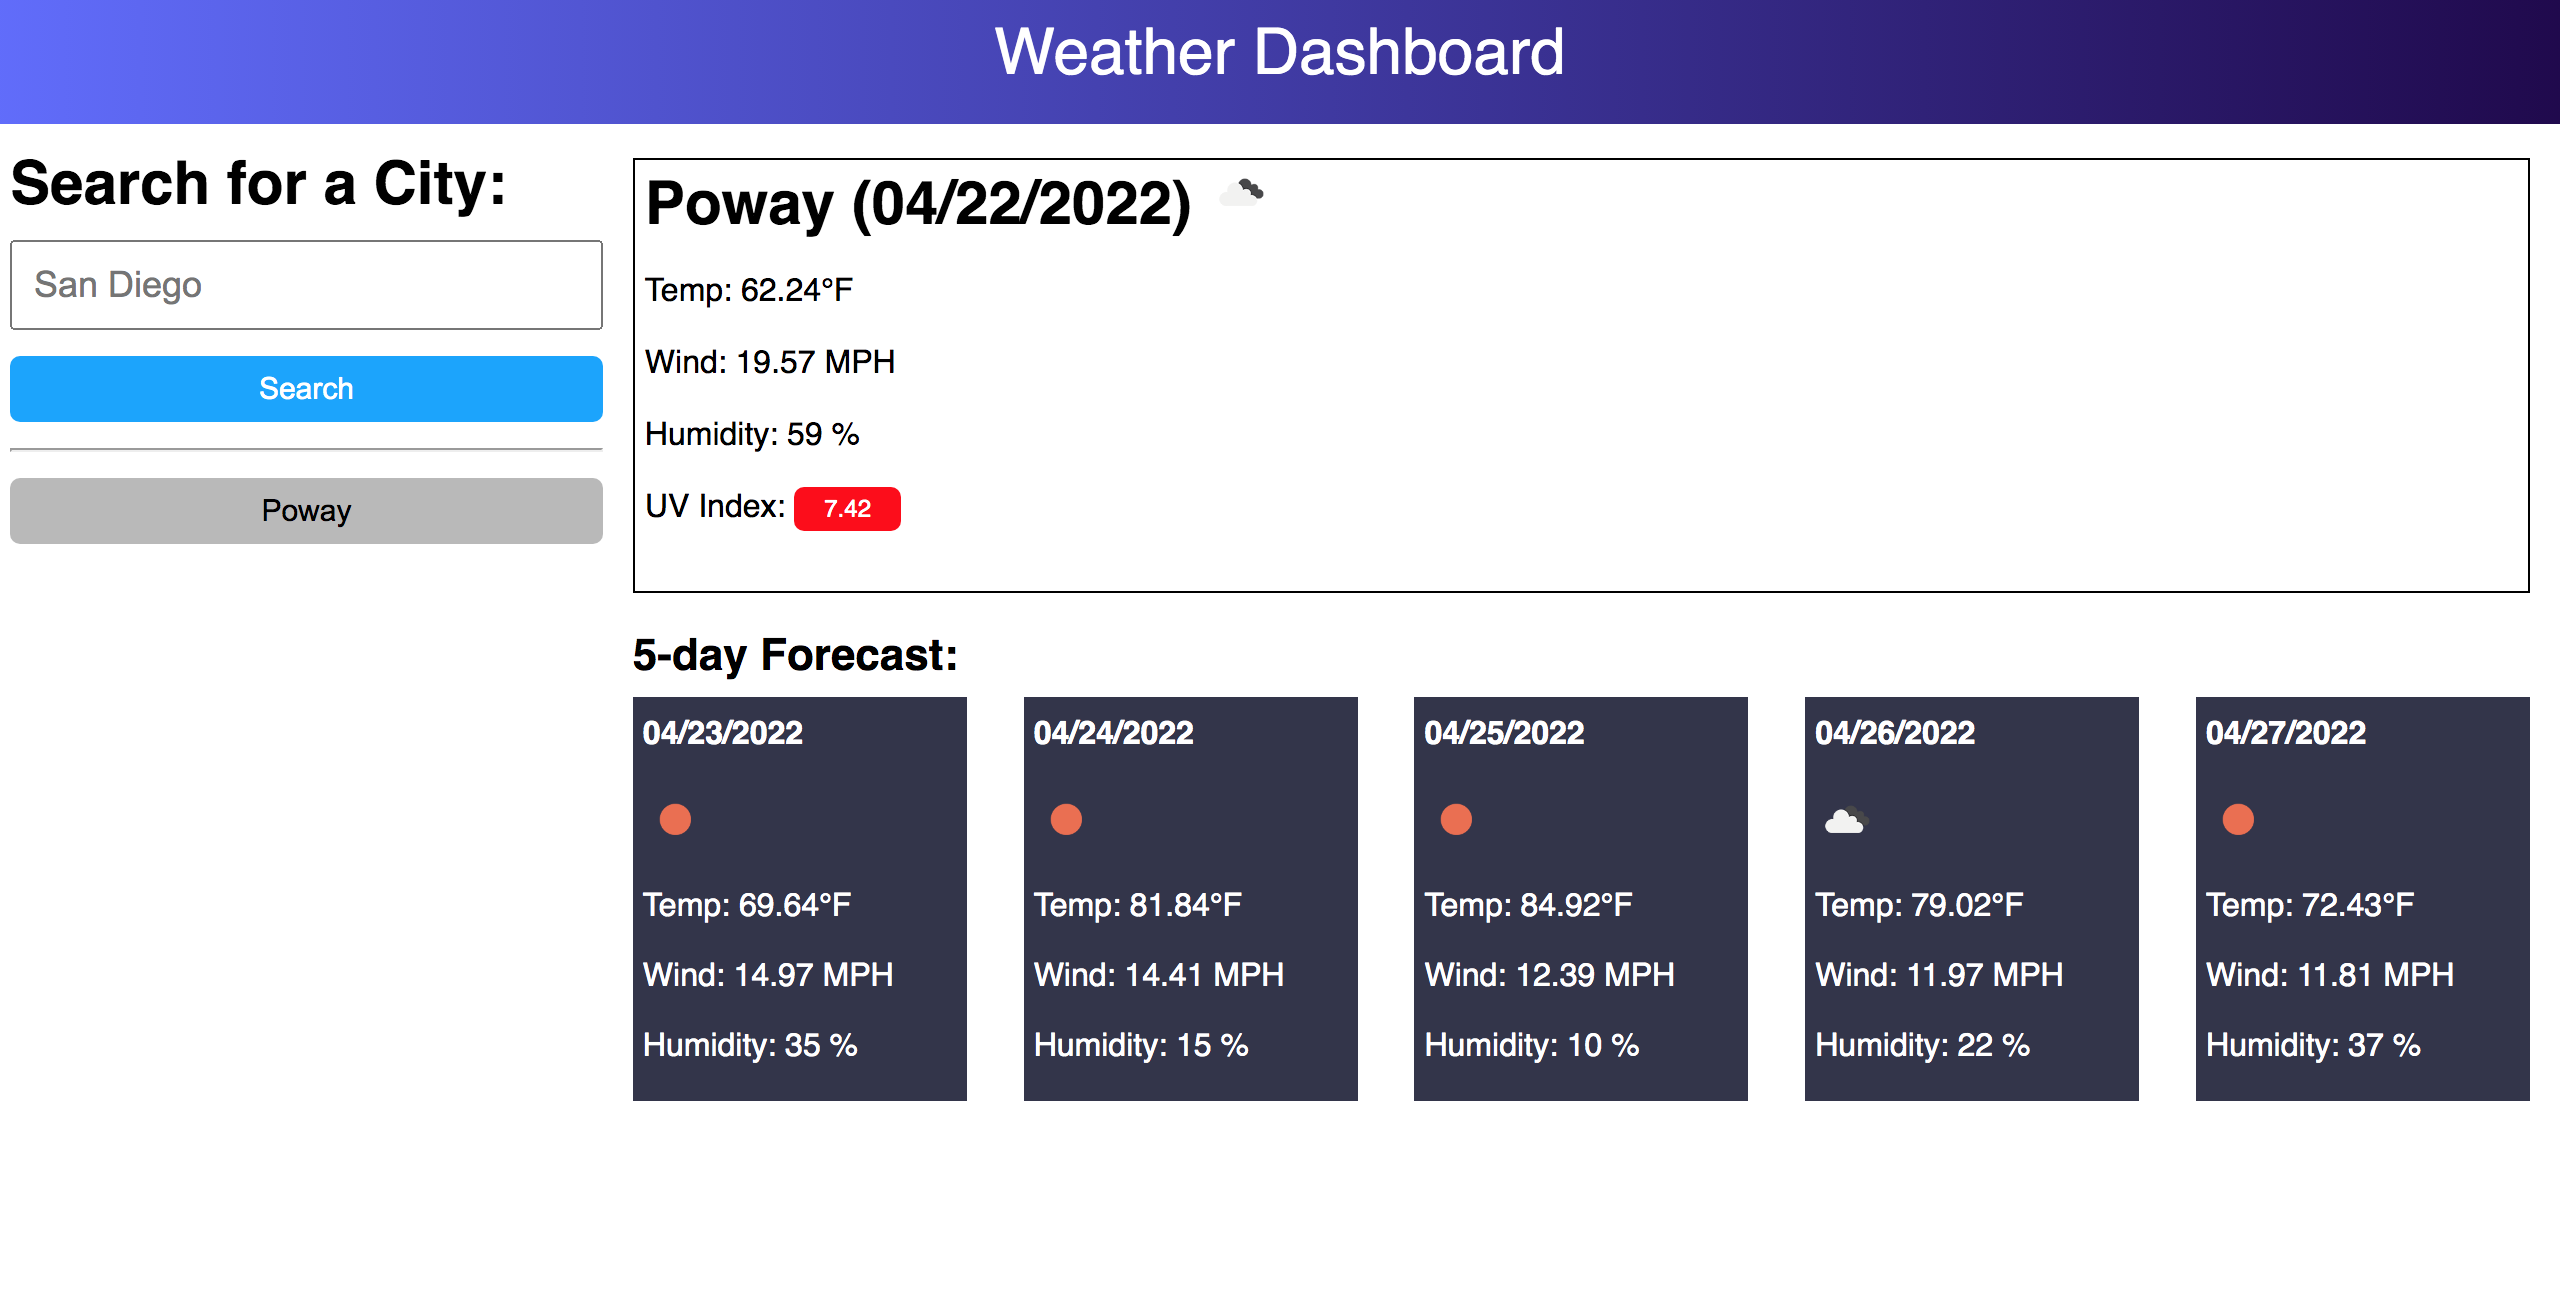 Weather Dashboard
Search for a City:
San Diego
Search
Poway
Poway (04/22/2022)
Temp: 62.24°F
Wind: 19.57 MPH
Humidity: 59 %
UV Index: 7.42
5-day Forecast:
04/23/2022
Temp: 69.64°F
Wind: 14.97 MPH
Humidity: 35 %
04/24/2022
Temp: 81.84°F
Wind: 14.41 MPH
Humidity: 15 %
04/25/2022
Temp: 84.92°F
Wind: 12.39 MPH
Humidity: 10 %
04/26/2022
Temp: 79.02°F
Wind: 11.97 MPH
Humidity: 22 %
04/27/2022
Temp: 72.43°F
Wind: 11.81 MPH
Humidity: 37 %